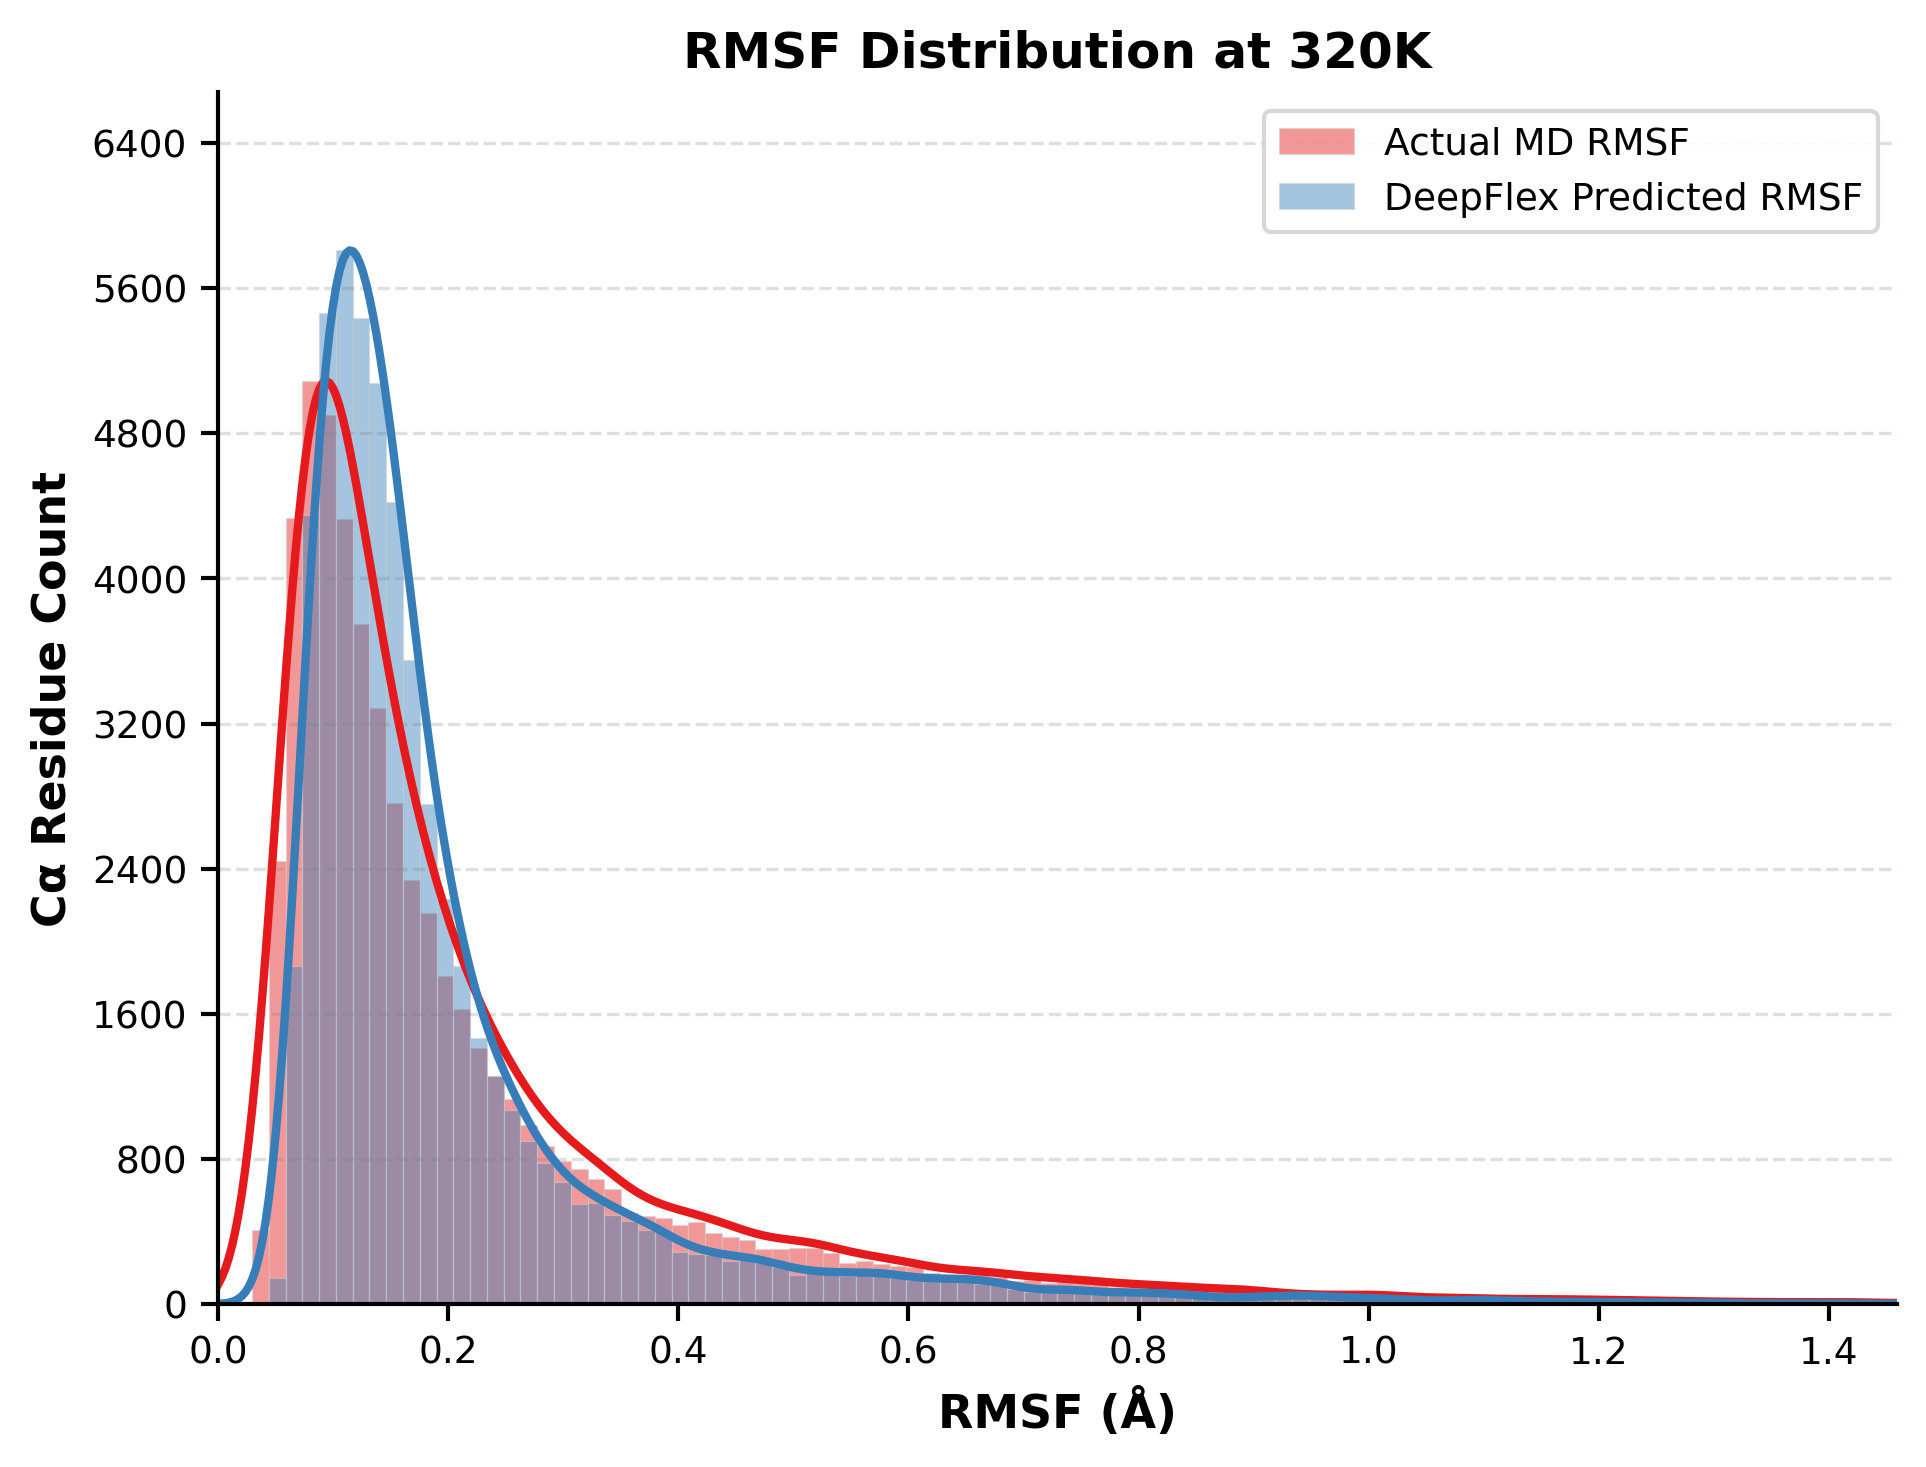 RMSF Distribution at 320K
Actual MD RMSF
DeepFlex Predicted RMSF
6400
5600
4800
4000
3200
2400
1600
800
0
Cα Residue Count
0.0 0.2 0.4 0.6 0.8 1.0 1.2 1.4
RMSF (Å)